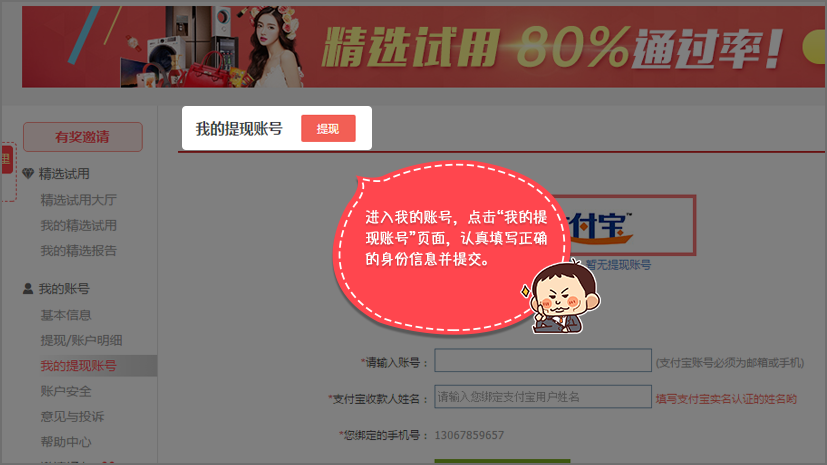 精选试用 80%通过率!
我的提现账号 提现
有奖邀请
里
精选试用
精选试用大厅
我的精选试用
我的精选报告
进入我的账号，点击“我的提
现账号”页面，认真填写正确
的身份信息并提交。
付宝™
暂无提现账号
我的账号
基本信息
提现/账户明细
我的提现账号
账户安全
意见与投诉
帮助中心
*请输入账号： (支付宝账号必须为邮箱或手机)
*支付宝收款人姓名： 请输入您绑定支付宝用户姓名 填写支付宝实名认证的姓名哟
*您绑定的手机号： 13067859657